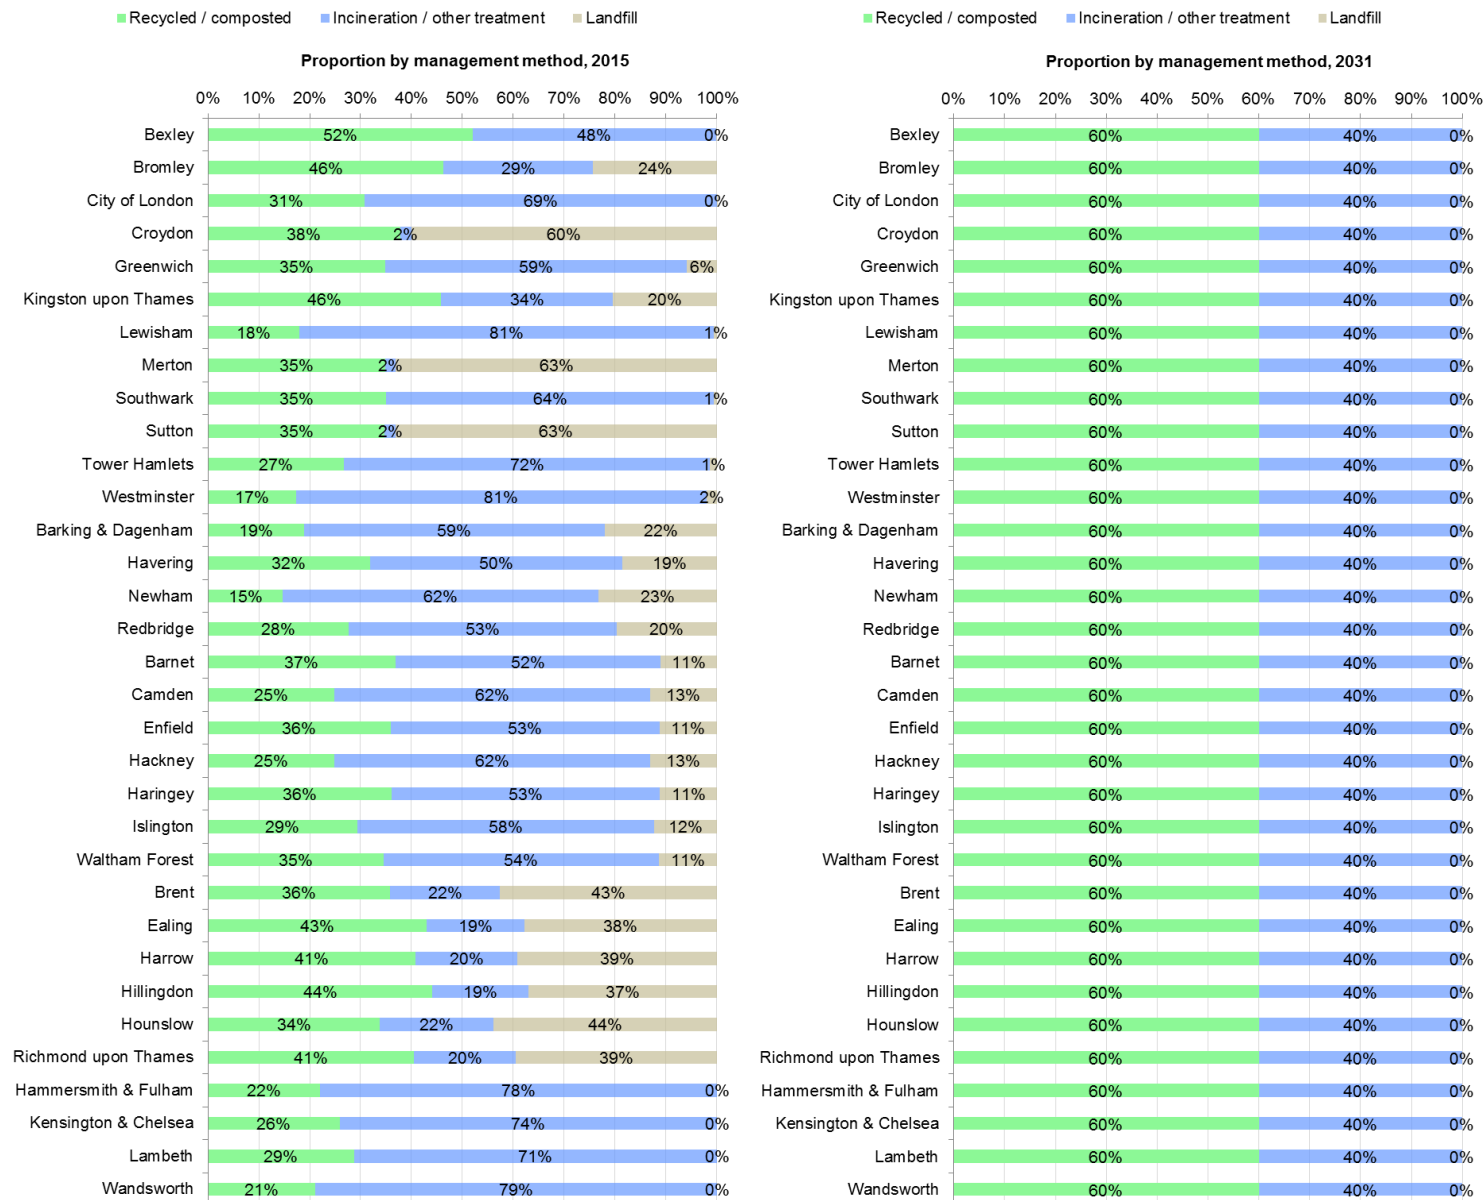 Recycled / composted Incineration / other treatment Landfill
Proportion by management method, 2015
0% 10% 20% 30% 40% 50% 60% 70% 80% 90% 100%
Bexley 52% 48% 0%
Bromley 46% 29% 24%
City of London 31% 69% 0%
Croydon 38% 2% 60%
Greenwich 35% 59% 6%
Kingston upon Thames 46% 34% 20%
Lewisham 18% 81% 1%
Merton 35% 2% 63%
Southwark 35% 64% 1%
Sutton 35% 2% 63%
Tower Hamlets 27% 72% 1%
Westminster 17% 81% 2%
Barking & Dagenham 19% 59% 22%
Havering 32% 50% 19%
Newham 15% 62% 23%
Redbridge 28% 53% 20%
Barnet 37% 52% 11%
Camden 25% 62% 13%
Enfield 36% 53% 11%
Hackney 25% 62% 13%
Haringey 36% 53% 11%
Islington 29% 58% 12%
Waltham Forest 35% 54% 11%
Brent 36% 22% 43%
Ealing 43% 19% 38%
Harrow 41% 20% 39%
Hillingdon 44% 19% 37%
Hounslow 34% 22% 44%
Richmond upon Thames 41% 20% 39%
Hammersmith & Fulham 22% 78% 0%
Kensington & Chelsea 26% 74% 0%
Lambeth 29% 71% 0%
Wandsworth 21% 79% 0%
Recycled / composted Incineration / other treatment Landfill
Proportion by management method, 2031
0% 10% 20% 30% 40% 50% 60% 70% 80% 90% 100%
Bexley 60% 40% 0%
Bromley 60% 40% 0%
City of London 60% 40% 0%
Croydon 60% 40% 0%
Greenwich 60% 40% 0%
Kingston upon Thames 60% 40% 0%
Lewisham 60% 40% 0%
Merton 60% 40% 0%
Southwark 60% 40% 0%
Sutton 60% 40% 0%
Tower Hamlets 60% 40% 0%
Westminster 60% 40% 0%
Barking & Dagenham 60% 40% 0%
Havering 60% 40% 0%
Newham 60% 40% 0%
Redbridge 60% 40% 0%
Barnet 60% 40% 0%
Camden 60% 40% 0%
Enfield 60% 40% 0%
Hackney 60% 40% 0%
Haringey 60% 40% 0%
Islington 60% 40% 0%
Waltham Forest 60% 40% 0%
Brent 60% 40% 0%
Ealing 60% 40% 0%
Harrow 60% 40% 0%
Hillingdon 60% 40% 0%
Hounslow 60% 40% 0%
Richmond upon Thames 60% 40% 0%
Hammersmith & Fulham 60% 40% 0%
Kensington & Chelsea 60% 40% 0%
Lambeth 60% 40% 0%
Wandsworth 60% 40% 0%